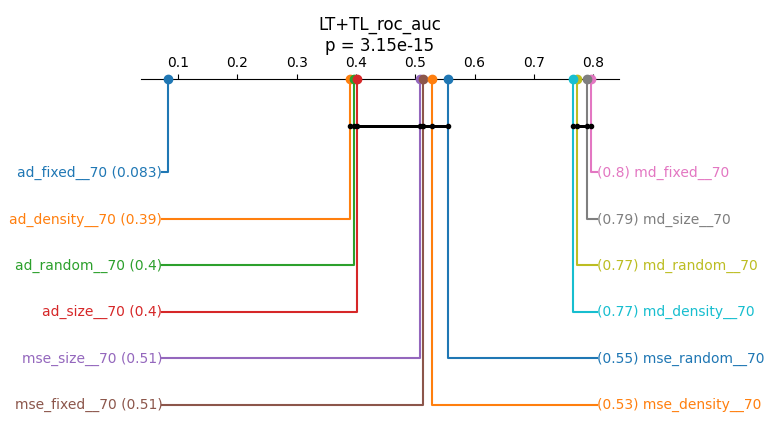 LT+TL_roc_auc
p = 3.15e-15
0.1 0.2 0.3 0.4 0.5 0.6 0.7 0.8
ad_fixed__70 (0.083) (0.8) md_fixed__70
ad_density__70 (0.39) (0.79) md_size__70
ad_random__70 (0.4) (0.77) md_random__70
ad_size__70 (0.4) (0.77) md_density__70
mse_size__70 (0.51) (0.55) mse_random__70
mse_fixed__70 (0.51) (0.53) mse_density__70